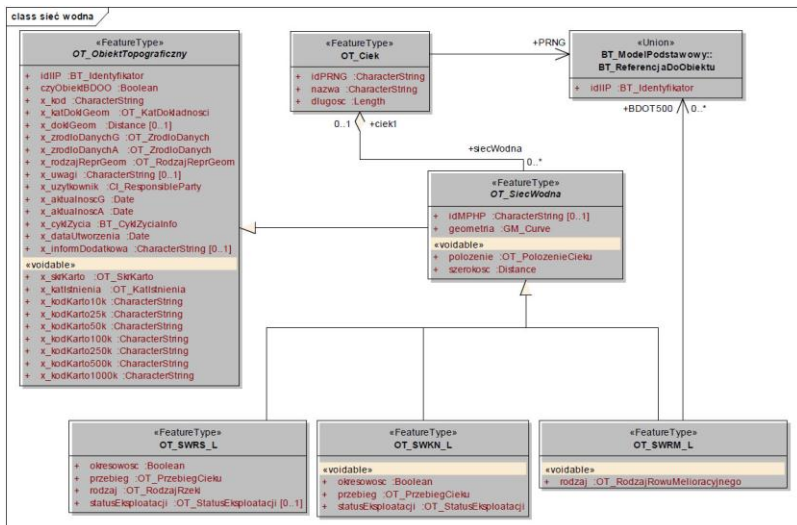 class sieć wodna
«FeatureType»
OT_ObiektTopograficzny
+ idIIP :BT_Identyfikator
+ czyObiektBDOO :Boolean
+ x_kod :CharacterString
+ x_katDoklGeom :OT_KatDokladnosci
+ x_doklGeom :Distance [0..1]
+ x_zrodloDanychG :OT_ZrodloDanych
+ x_zrodloDanychA :OT_ZrodloDanych
+ x_rodzajReprGeom :OT_RodzajReprGeom
+ x_uwagi :CharacterString [0..1]
+ x_uzytkownik :CI_ResponsibleParty
+ x_aktualnoscG :Date
+ x_aktualnoscA :Date
+ x_cyklZycia :BT_CyklZyciaInfo
+ x_dataUtworzenia :Date
+ x_informDodatkowa :CharacterString [0..1]
«voidable»
+ x_skrKarto :OT_SkrKarto
+ x_katIstnienia :OT_KatIstnienia
+ x_kodKarto10k :CharacterString
+ x_kodKarto25k :CharacterString
+ x_kodKarto50k :CharacterString
+ x_kodKarto100k :CharacterString
+ x_kodKarto250k :CharacterString
+ x_kodKarto500k :CharacterString
+ x_kodKarto1000k :CharacterString
«FeatureType»
OT_Ciek
+ idPRNG :CharacterString
+ nazwa :CharacterString
+ dlugosc :Length
+PRNG
«Union»
BT_ModelPodstawowy::
BT_ReferencjaDoObiektu
+ idIIP :BT_Identyfikator
0..1
+ciek1
+siecWodna
0..*
+BDOT500
0..*
«FeatureType»
OT_SiecWodna
+ idMPHP :CharacterString [0..1]
+ geometria :GM_Curve
«voidable»
+ polozenie :OT_PolozenieCieku
+ szerokosc :Distance
«FeatureType»
OT_SWRS_L
+ okresowosc :Boolean
+ przebieg :OT_PrzebiegCieku
+ rodzaj :OT_RodzajRzeki
+ statusEksploatacji :OT_StatusEksploatacji [0..1]
«FeatureType»
OT_SWKN_L
«voidable»
+ okresowosc :Boolean
+ przebieg :OT_PrzebiegCieku
+ statusEksploatacji :OT_StatusEksploatacji
«FeatureType»
OT_SWRM_L
«voidable»
+ rodzaj :OT_RodzajRowuMelioracyjnego